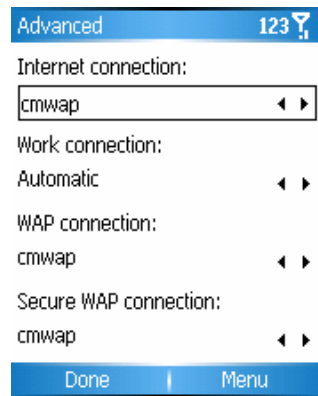 Advanced 123
Internet connection:
cmwap
Work connection:
Automatic
WAP connection:
cmwap
Secure WAP connection:
cmwap
Done Menu